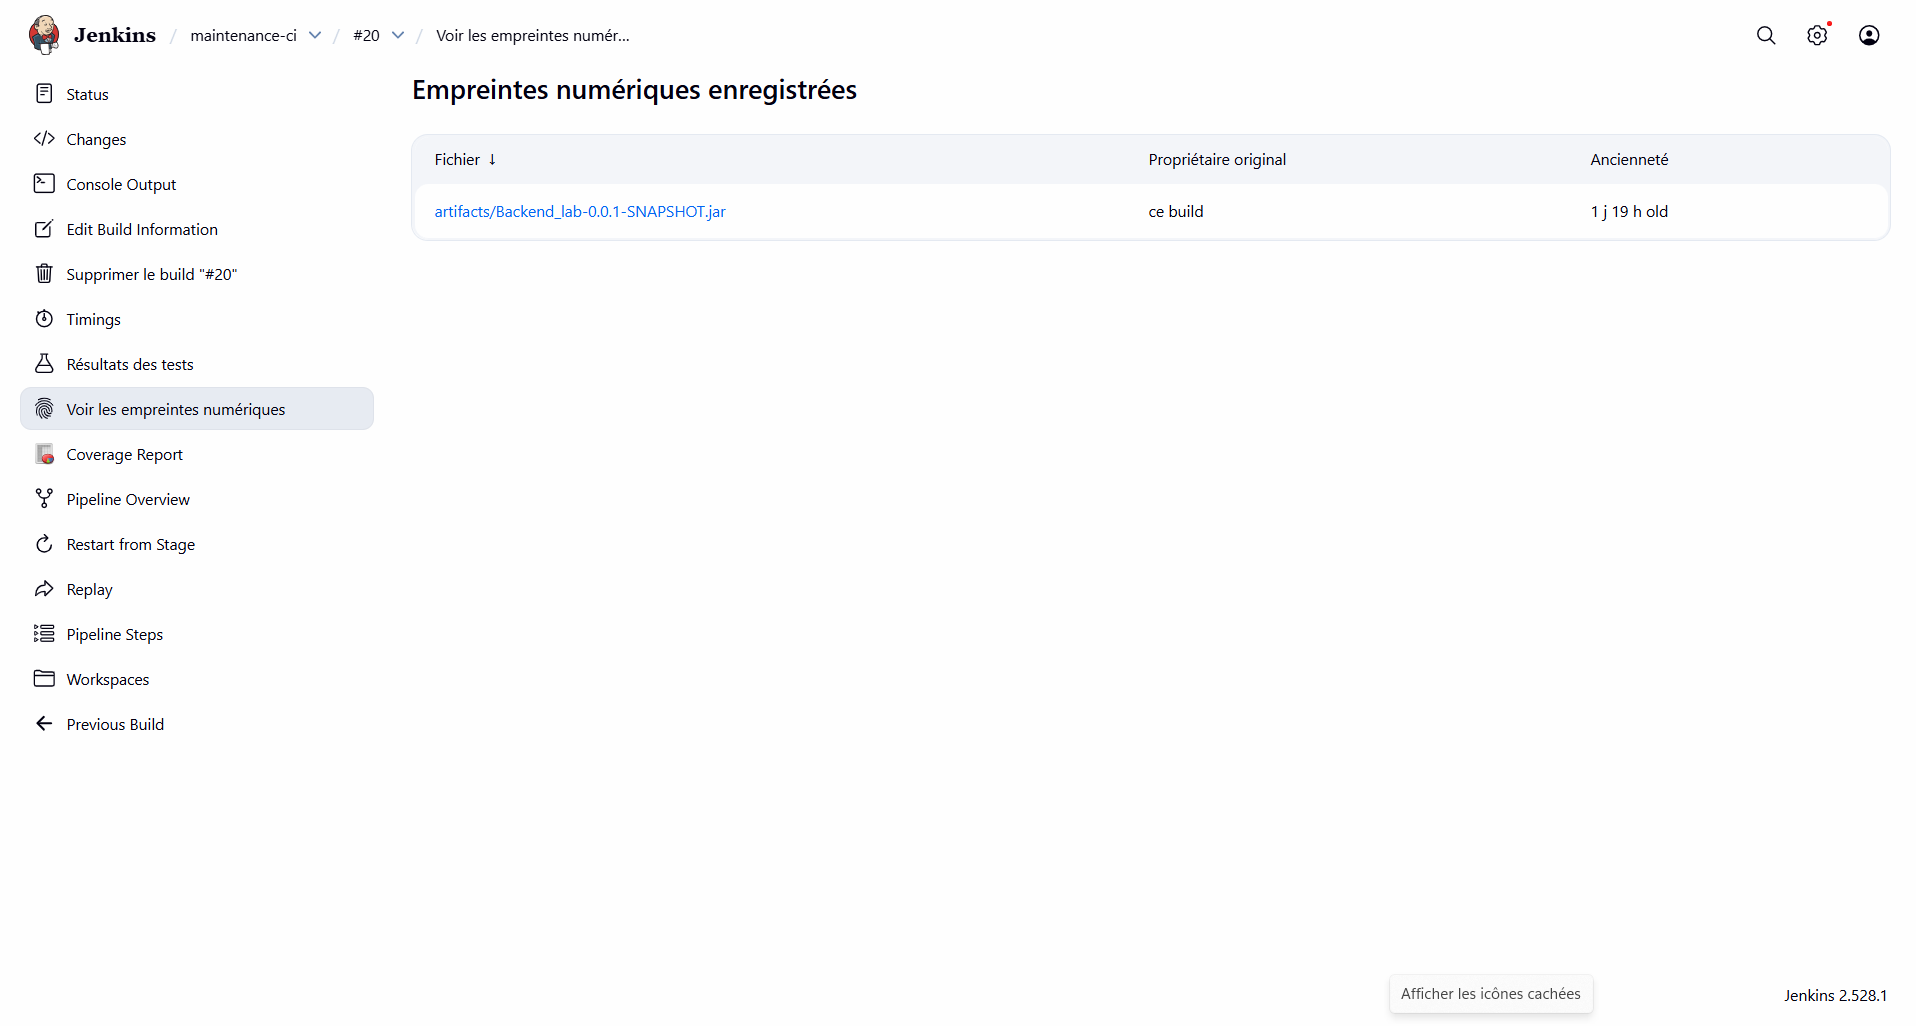 Jenkins / maintenance-ci / #20 / Voir les empreintes numér...
Status
Changes
Console Output
Edit Build Information
Supprimer le build "#20"
Timings
Résultats des tests
Voir les empreintes numériques
Coverage Report
Pipeline Overview
Restart from Stage
Replay
Pipeline Steps
Workspaces
Previous Build
Empreintes numériques enregistrées
Fichier ↓ Propriétaire original Ancienneté
artifacts/Backend_lab-0.0.1-SNAPSHOT.jar ce build 1 j 19 h old
Afficher les icônes cachées
Jenkins 2.528.1